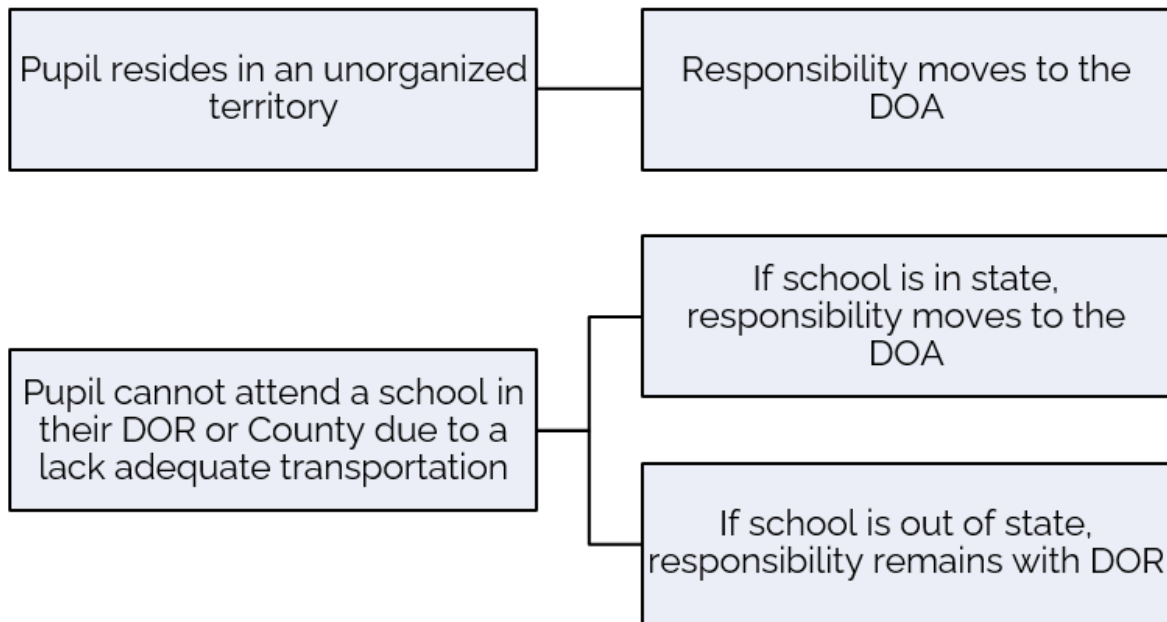 Pupil resides in an unorganized
territory
Responsibility moves to the
DOA
If school is in state,
responsibility moves to the
DOA
Pupil cannot attend a school in
their DOR or County due to a
lack adequate transportation
If school is out of state,
responsibility remains with DOR